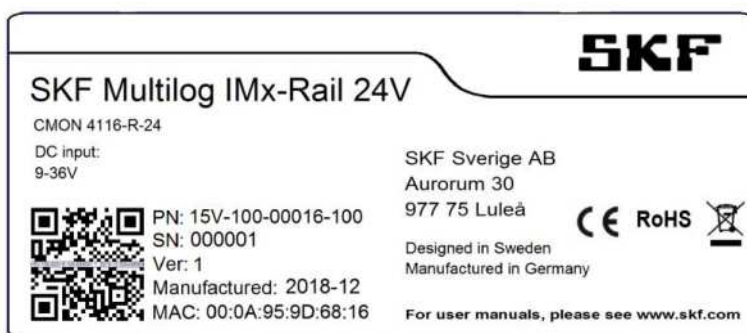 SKF
SKF Multilog IMx-Rail 24V
CMON 4116-R-24
DC input:
9-36V
PN: 15V-100-00016-100
SN: 000001
Ver: 1
Manufactured: 2018-12
MAC: 00:0A:95:9D:68:16
SKF Sverige AB
Aurorum 30
977 75 Luleå
Designed in Sweden
Manufactured in Germany
CE RoHS
For user manuals, please see www.skf.com